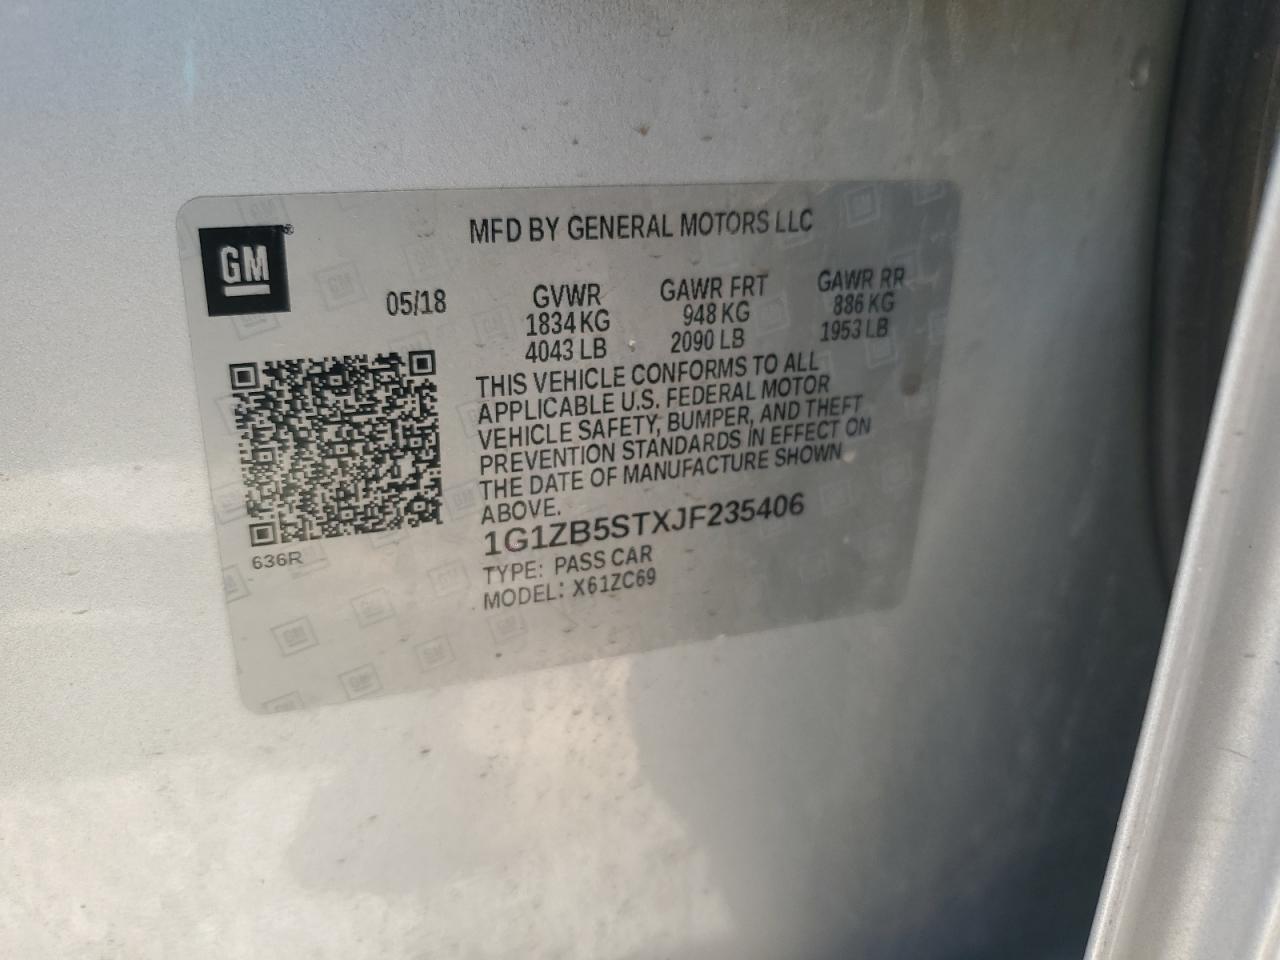 GM
MFD BY GENERAL MOTORS LLC
05/18
GVWR
1834 KG
4043 LB
GAWR FRT
948 KG
2090 LB
GAWR RR
886 KG
1953 LB
THIS VEHICLE CONFORMS TO ALL
APPLICABLE U.S. FEDERAL MOTOR
VEHICLE SAFETY, BUMPER, AND THEFT
PREVENTION STANDARDS IN EFFECT ON
THE DATE OF MANUFACTURE SHOWN
ABOVE.
1G1ZB5STXJF235406
TYPE: PASS CAR
MODEL: X61ZC69
636R